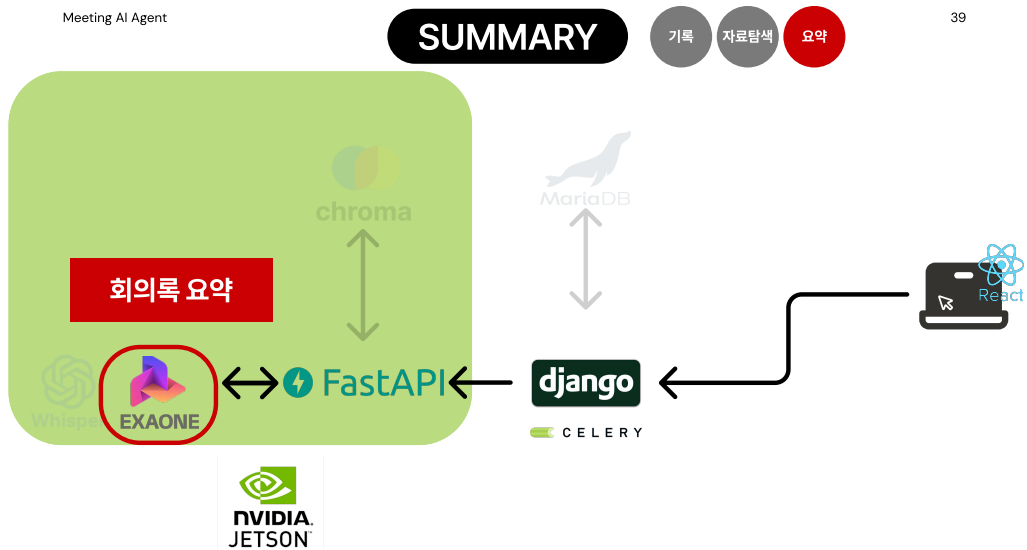 Meeting AI Agent
SUMMARY
기록
자료탐색
요약
39
chroma
MariaDB
회의록 요약
React
Whisper
EXAONE
FastAPI
django
CELERY
NVIDIA.
JETSON™